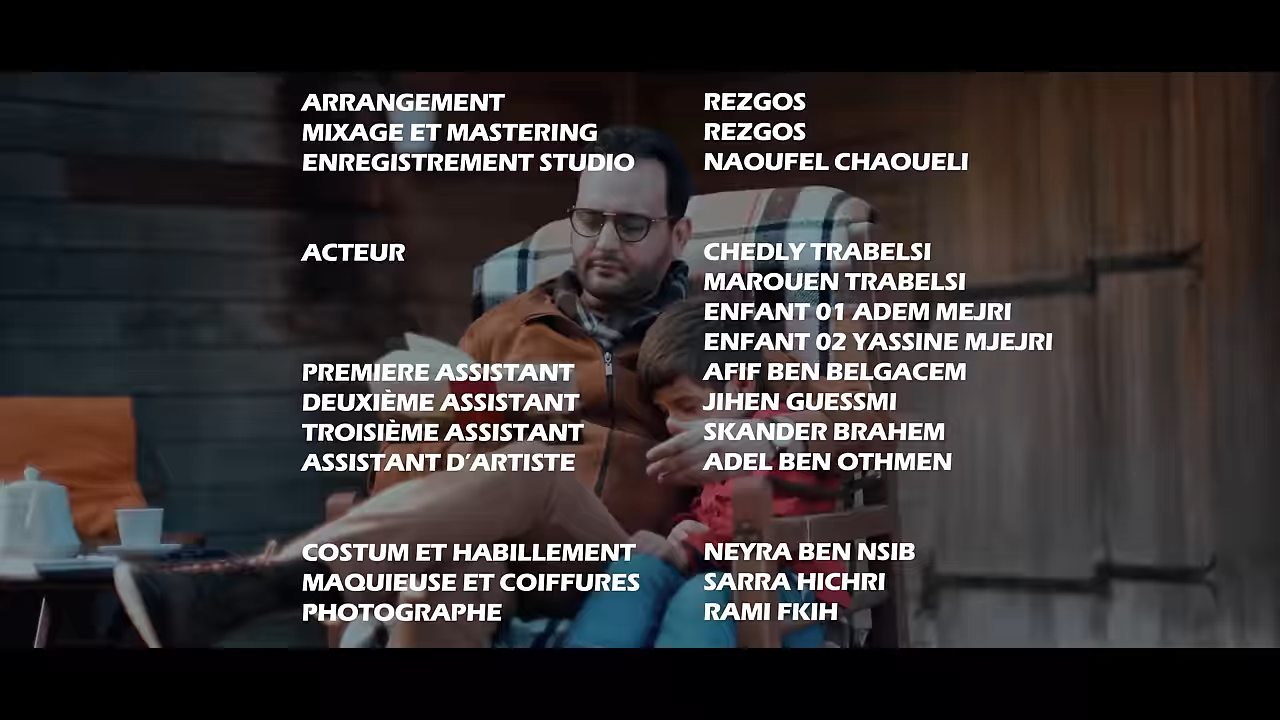 ARRANGEMENT REZGOS
MIXAGE ET MASTERING REZGOS
ENREGISTREMENT STUDIO NAOUFEL CHAOUELI
ACTEUR CHEDLY TRABELSI
MAROUEN TRABELSI
ENFANT 01 ADEM MEJRI
ENFANT 02 YASSINE MJEJRI
PREMIERE ASSISTANT AFIF BEN BELGACEM
DEUXIÈME ASSISTANT JIHEN GUESSMI
TROISIÈME ASSISTANT SKANDER BRAHEM
ASSISTANT D'ARTISTE ADEL BEN OTHMEN
COSTUM ET HABILLEMENT NEYRA BEN NSIB
MAQUIEUSE ET COIFFURES SARRA HICHRI
PHOTOGRAPHE RAMI FKIH